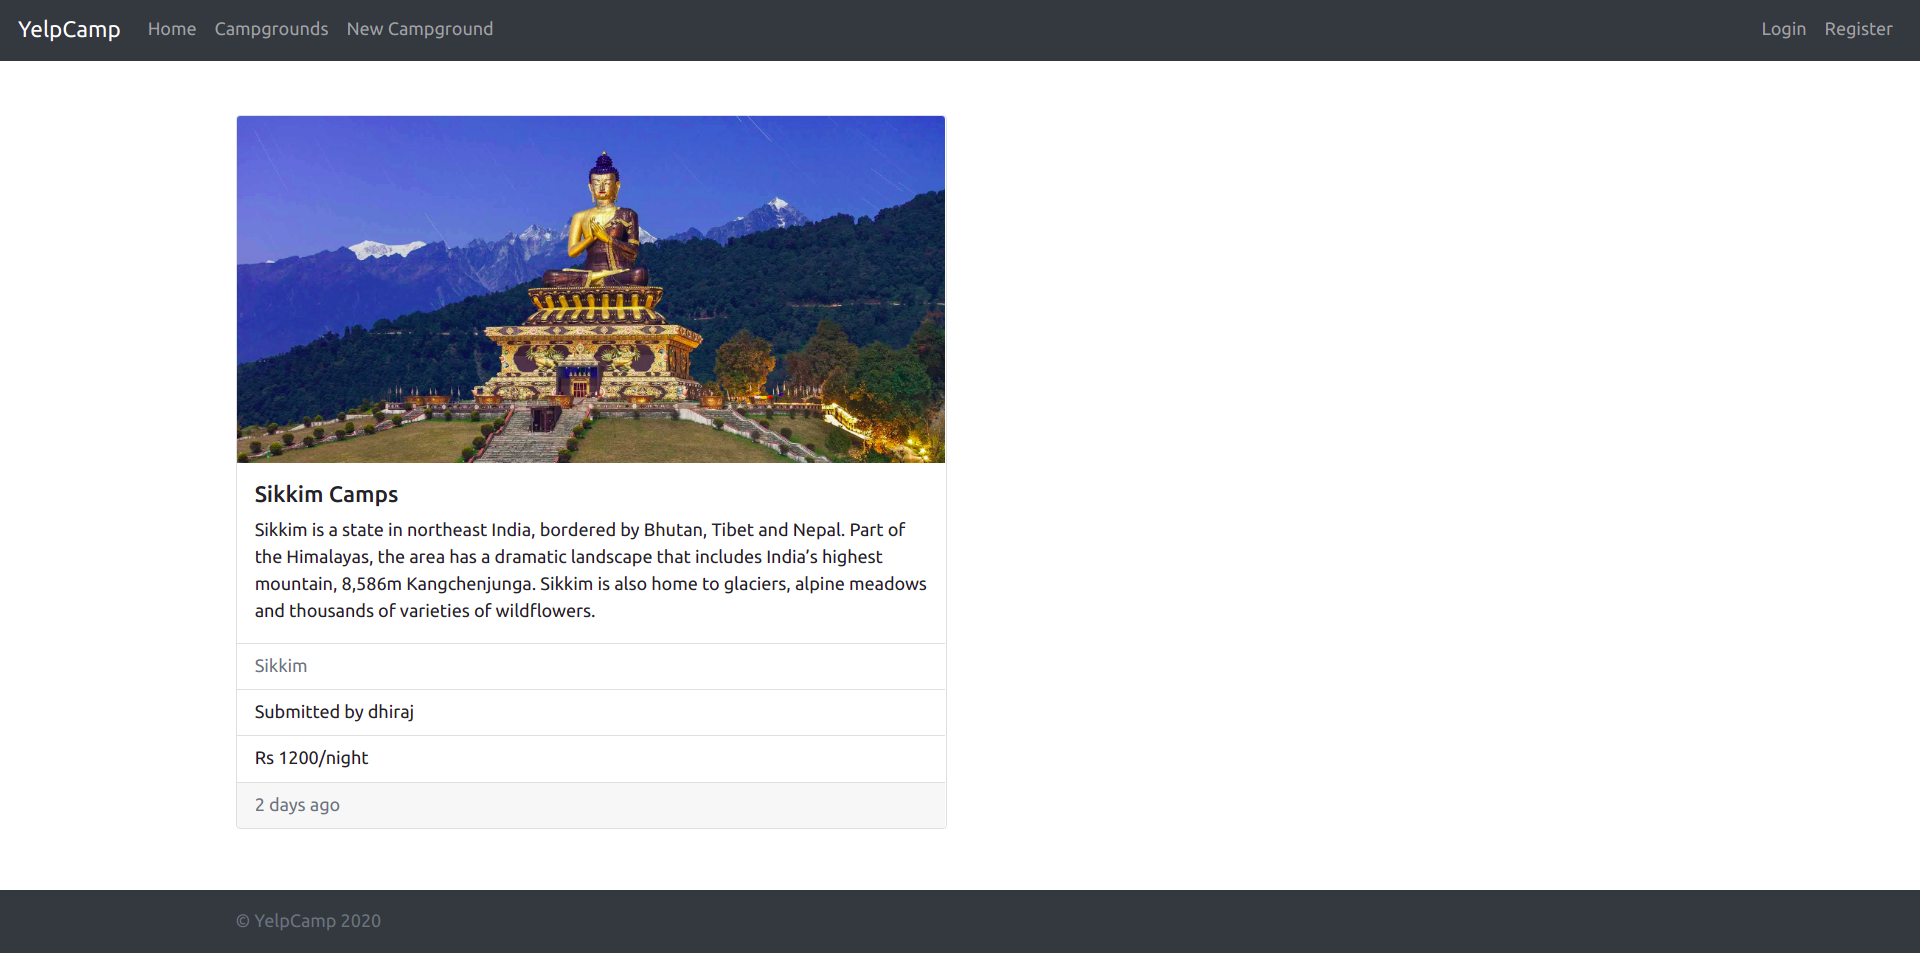 YelpCamp Home Campgrounds New Campground Login Register
Sikkim Camps
Sikkim is a state in northeast India, bordered by Bhutan, Tibet and Nepal. Part of
the Himalayas, the area has a dramatic landscape that includes India’s highest
mountain, 8,586m Kangchenjunga. Sikkim is also home to glaciers, alpine meadows
and thousands of varieties of wildflowers.
Sikkim
Submitted by dhiraj
Rs 1200/night
2 days ago
© YelpCamp 2020